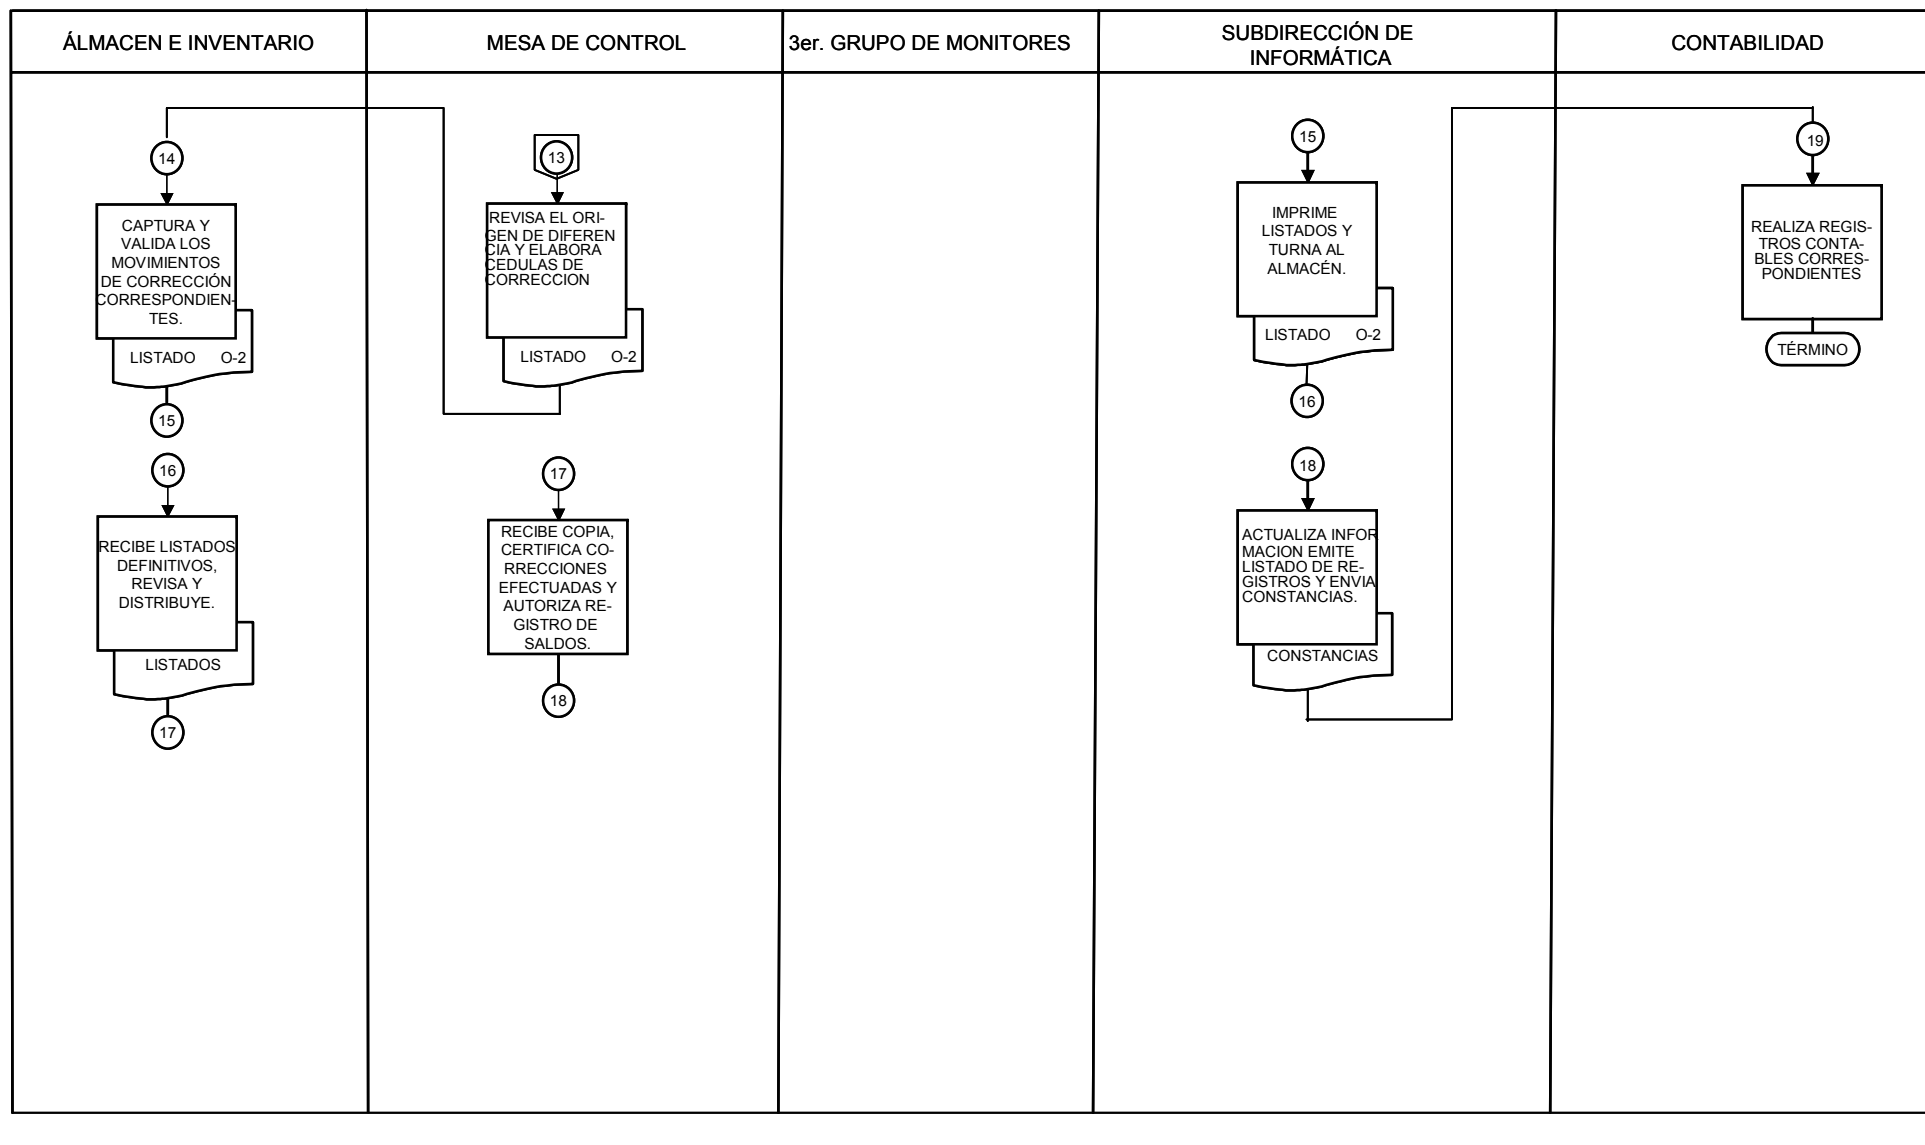 ÁLMACEN E INVENTARIO
MESA DE CONTROL
3er. GRUPO DE MONITORES
SUBDIRECCIÓN DE
INFORMÁTICA
CONTABILIDAD
14
CAPTURA Y
VALIDA LOS
MOVIMIENTOS
DE CORRECCIÓN
CORRESPONDIEN-
TES.
LISTADO O-2
15
16
RECIBE LISTADOS
DEFINITIVOS,
REVISA Y
DISTRIBUYE.
LISTADOS
17
13
REVISA EL ORI-
GEN DE DIFEREN
CIA Y ELABORA
CEDULAS DE
CORRECCION
LISTADO O-2
17
RECIBE COPIA,
CERTIFICA CO-
RRECCIONES
EFECTUADAS Y
AUTORIZA RE-
GISTRO DE
SALDOS.
18
15
IMPRIME
LISTADOS Y
TURNA AL
ALMACÉN.
LISTADO O-2
16
18
ACTUALIZA INFOR
MACION EMITE
LISTADO DE RE-
GISTROS Y ENVIA
CONSTANCIAS.
CONSTANCIAS
19
REALIZA REGIS-
TROS CONTA-
BLES CORRES-
PONDIENTES
TÉRMINO